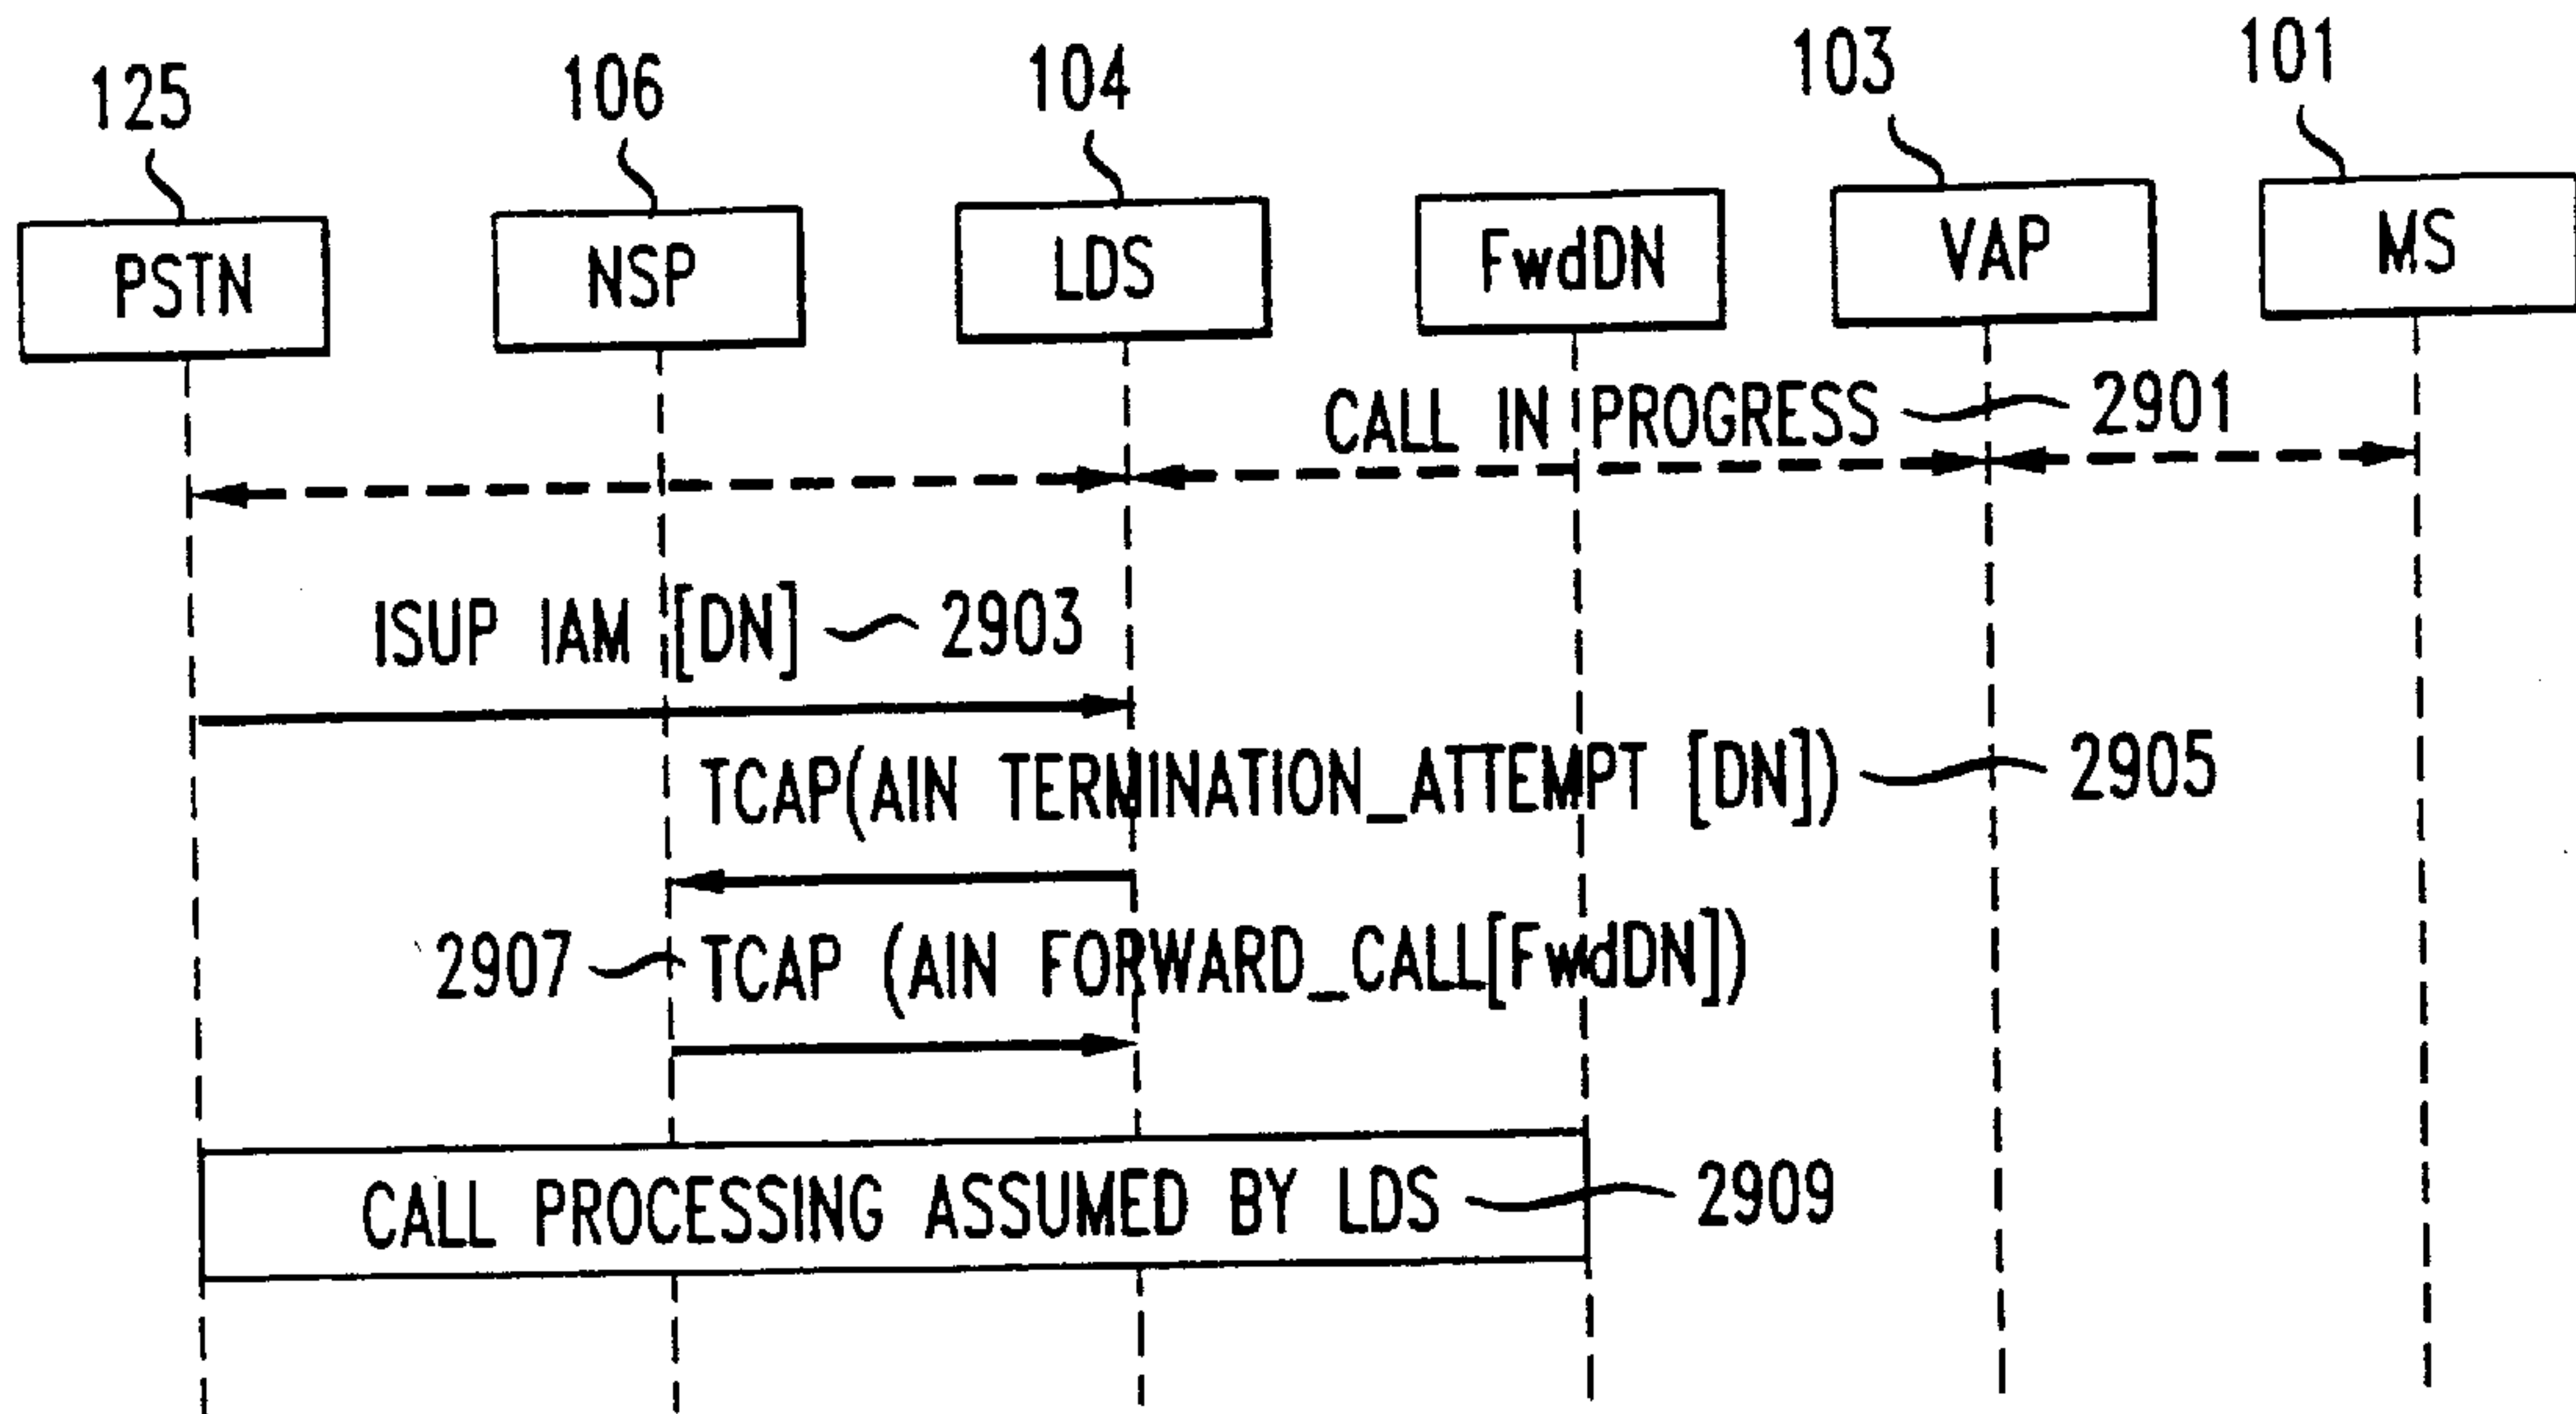 125 106 104 103 101
PSTN NSP LDS FwdDN VAP MS
CALL IN PROGRESS 2901
ISUP IAM [DN] 2903
TCAP(AIN TERMINATION_ATTEMPT [DN]) 2905
2907 TCAP (AIN FORWARD_CALL[FwdDN])
CALL PROCESSING ASSUMED BY LDS 2909